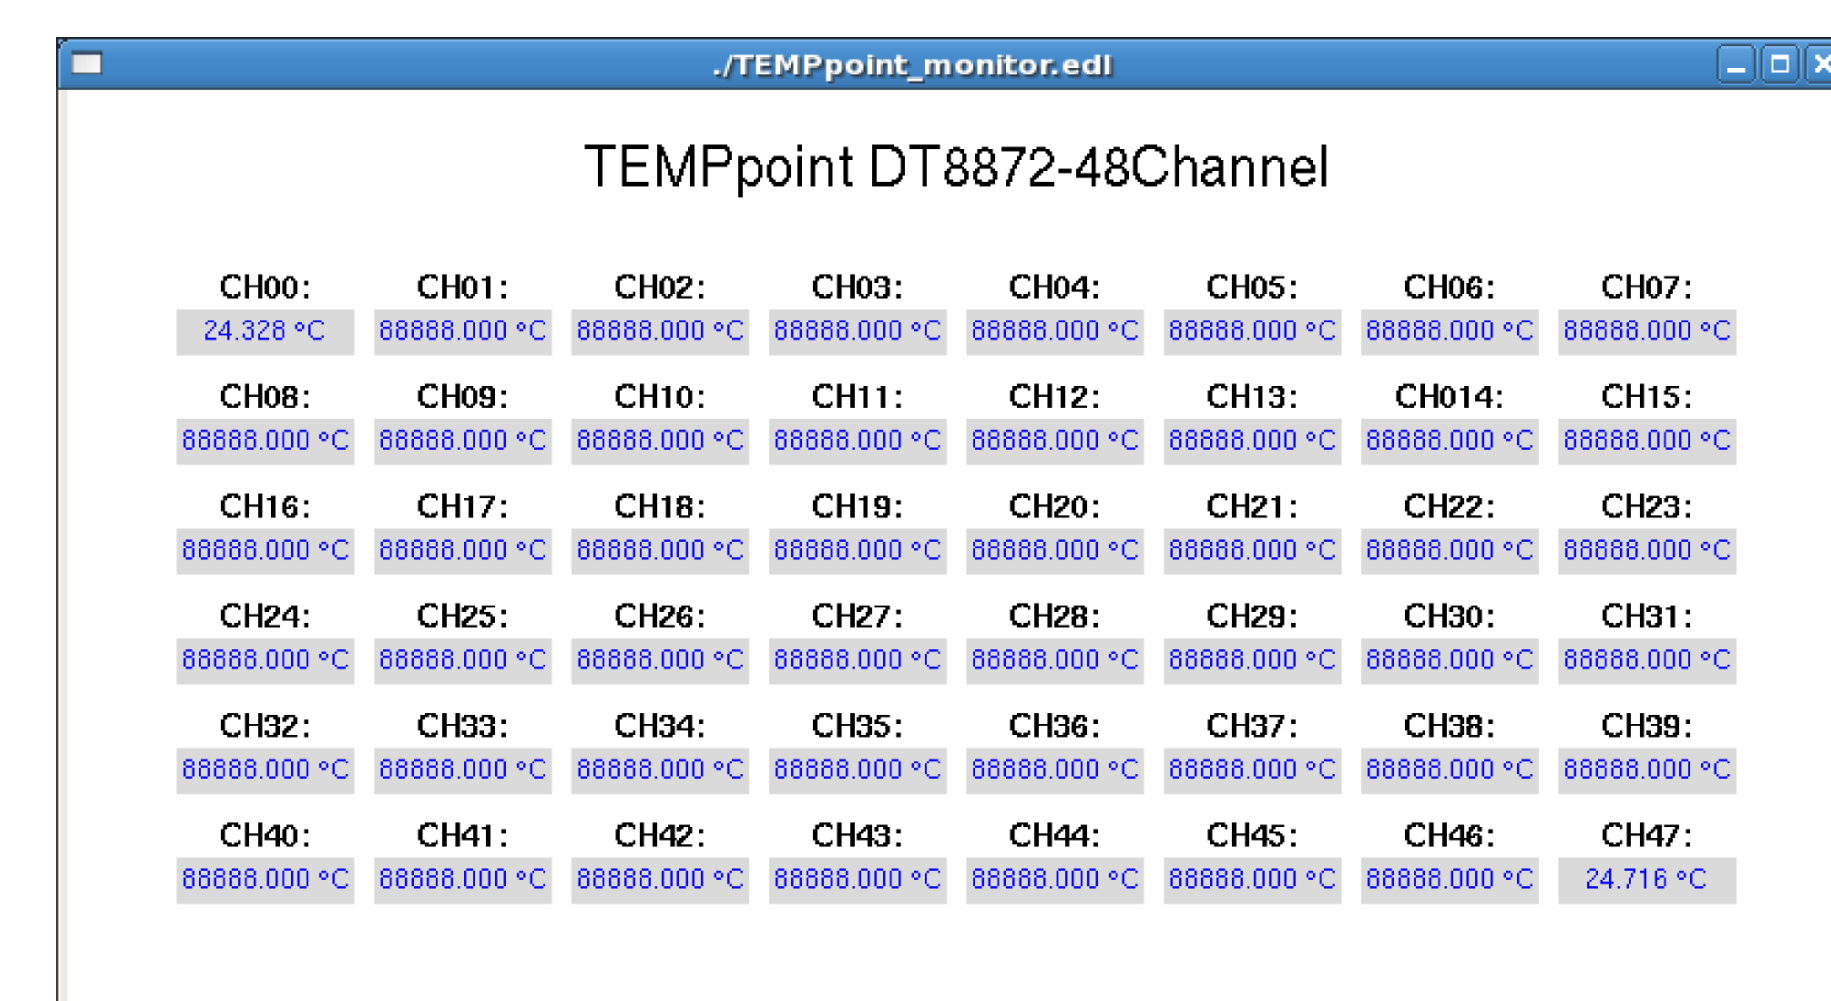 ./TEMPpoint_monitor.edl
TEMPpoint DT8872-48Channel
CH00: CH01: CH02: CH03: CH04: CH05: CH06: CH07:
24.328 °C 88888.000 °C 88888.000 °C 88888.000 °C 88888.000 °C 88888.000 °C 88888.000 °C 88888.000 °C
CH08: CH09: CH10: CH11: CH12: CH13: CH014: CH15:
88888.000 °C 88888.000 °C 88888.000 °C 88888.000 °C 88888.000 °C 88888.000 °C 88888.000 °C 88888.000 °C
CH16: CH17: CH18: CH19: CH20: CH21: CH22: CH23:
88888.000 °C 88888.000 °C 88888.000 °C 88888.000 °C 88888.000 °C 88888.000 °C 88888.000 °C 88888.000 °C
CH24: CH25: CH26: CH27: CH28: CH29: CH30: CH31:
88888.000 °C 88888.000 °C 88888.000 °C 88888.000 °C 88888.000 °C 88888.000 °C 88888.000 °C 88888.000 °C
CH32: CH33: CH34: CH35: CH36: CH37: CH38: CH39:
88888.000 °C 88888.000 °C 88888.000 °C 88888.000 °C 88888.000 °C 88888.000 °C 88888.000 °C 88888.000 °C
CH40: CH41: CH42: CH43: CH44: CH45: CH46: CH47:
88888.000 °C 88888.000 °C 88888.000 °C 88888.000 °C 88888.000 °C 88888.000 °C 88888.000 °C 24.716 °C